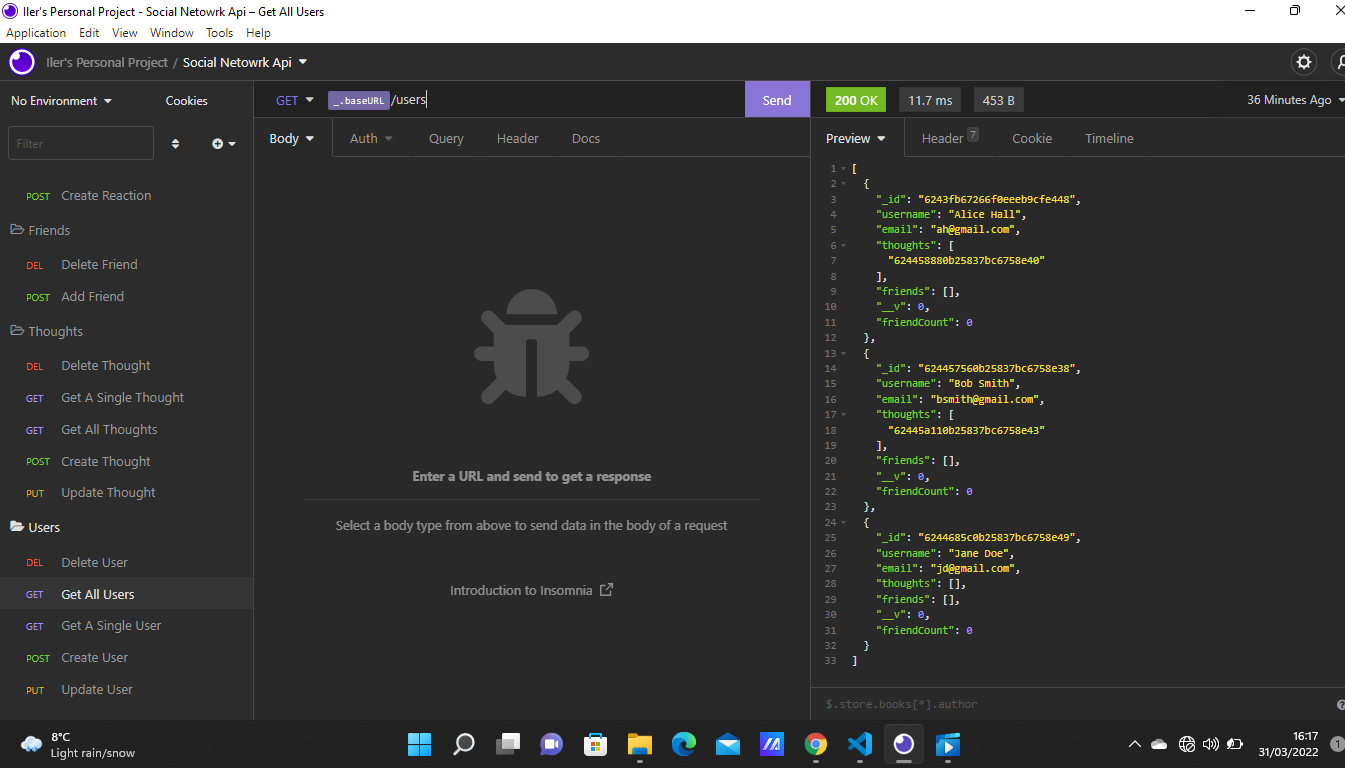 Iler's Personal Project - Social Netowrk Api – Get All Users
Application Edit View Window Tools Help
Iler's Personal Project / Social Netowrk Api
No Environment Cookies
GET _.baseURL /users
Send
200 OK 11.7 ms 453 B
36 Minutes Ago
Filter
Body Auth Query Header Docs
Preview Header 7 Cookie Timeline
POST Create Reaction
Friends
DEL Delete Friend
POST Add Friend
Thoughts
DEL Delete Thought
GET Get A Single Thought
GET Get All Thoughts
POST Create Thought
PUT Update Thought
Users
DEL Delete User
GET Get All Users
GET Get A Single User
POST Create User
PUT Update User
Enter a URL and send to get a response
Select a body type from above to send data in the body of a request
Introduction to Insomnia
1 [
2 {
3 "_id": "6243fb67266f0eeeb9cfe448",
4 "username": "Alice Hall",
5 "email": "ah@gmail.com",
6 "thoughts": [
7 "624458880b25837bc6758e40"
8 ],
9 "friends": [],
10 "__v": 0,
11 "friendCount": 0
12 },
13 {
14 "_id": "624457560b25837bc6758e38",
15 "username": "Bob Smith",
16 "email": "bsmith@gmail.com",
17 "thoughts": [
18 "62445a110b25837bc6758e43"
19 ],
20 "friends": [],
21 "__v": 0,
22 "friendCount": 0
23 },
24 {
25 "_id": "6244685c0b25837bc6758e49",
26 "username": "Jane Doe",
27 "email": "jd@gmail.com",
28 "thoughts": [],
29 "friends": [],
30 "__v": 0,
31 "friendCount": 0
32 }
33 ]
$.store.books[*].author
8°C
Light rain/snow
16:17
31/03/2022
1